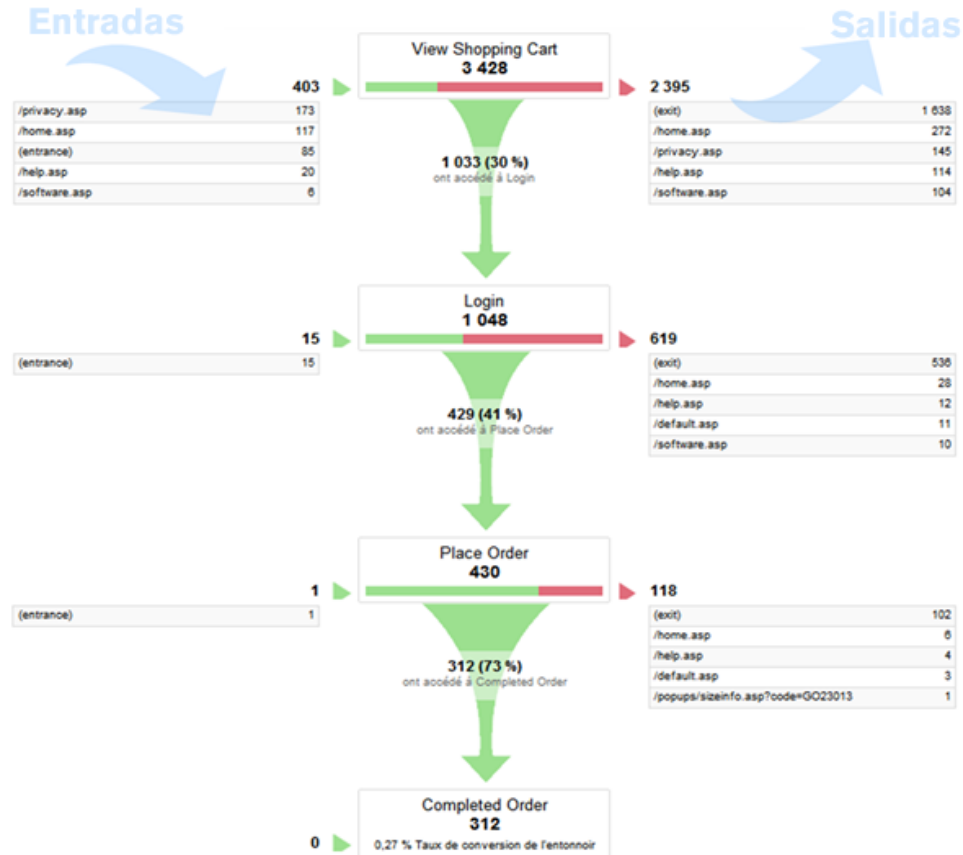 Entradas
Salidas
View Shopping Cart
3 428
403
2 395
/privacy.asp 173
/home.asp 117
(entrance) 85
/help.asp 20
/software.asp 6
(exit) 1 638
/home.asp 272
/privacy.asp 145
/help.asp 114
/software.asp 104
1 033 (30 %)
ont accédé à Login
Login
1 048
15
619
(entrance) 15
(exit) 536
/home.asp 28
/help.asp 12
/default.asp 11
/software.asp 10
429 (41 %)
ont accédé à Place Order
Place Order
430
1
118
(entrance) 1
(exit) 102
/home.asp 6
/help.asp 4
/default.asp 3
/popups/sizeinfo.asp?code=GO23013 1
312 (73 %)
ont accédé à Completed Order
Completed Order
312
0
0,27 % Taux de conversion de l'entonnoir